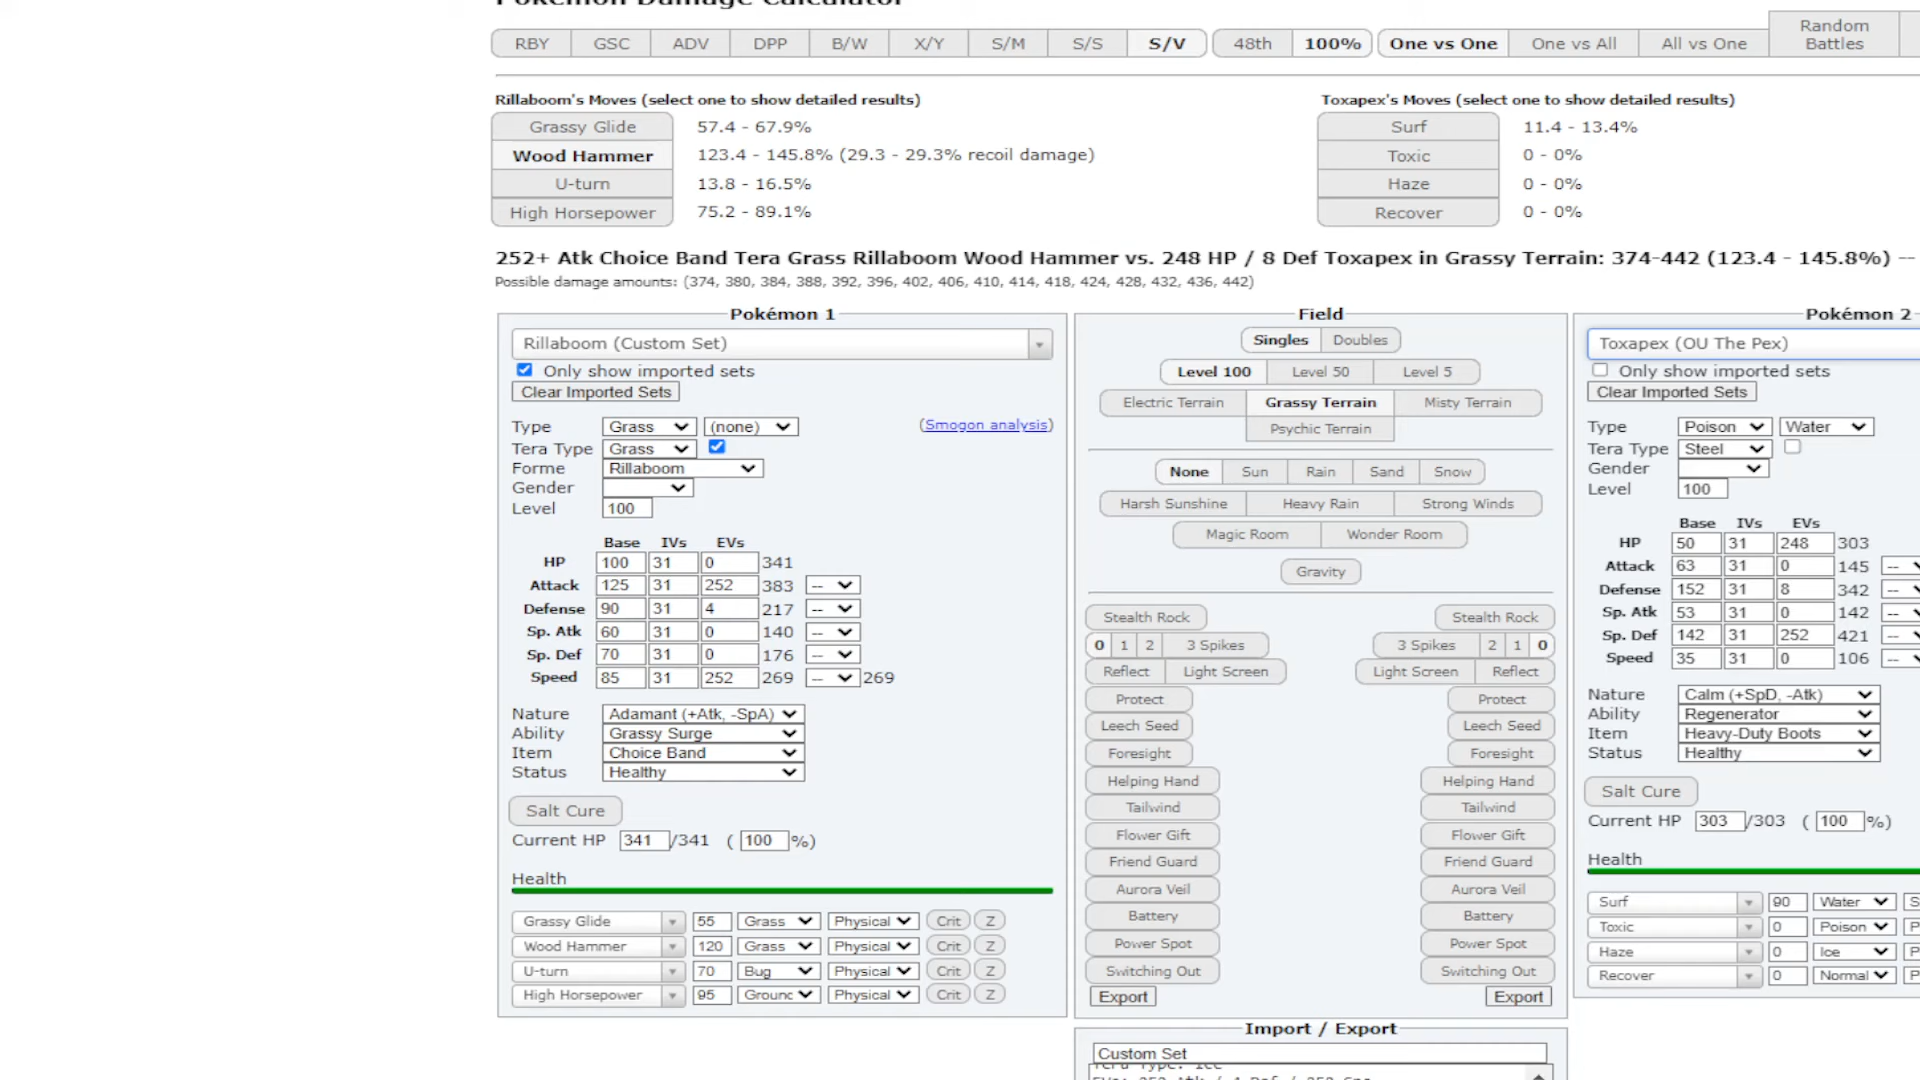 Pokémon Damage Calculator
RBY GSC ADV DPP B/W X/Y S/M S/S S/V 48th 100% One vs One One vs All All vs One Random Battles
Rillaboom's Moves (select one to show detailed results)
Grassy Glide 57.4 - 67.9%
Wood Hammer 123.4 - 145.8% (29.3 - 29.3% recoil damage)
U-turn 13.8 - 16.5%
High Horsepower 75.2 - 89.1%
Toxapex's Moves (select one to show detailed results)
Surf 11.4 - 13.4%
Toxic 0 - 0%
Haze 0 - 0%
Recover 0 - 0%
252+ Atk Choice Band Tera Grass Rillaboom Wood Hammer vs. 248 HP / 8 Def Toxapex in Grassy Terrain: 374-442 (123.4 - 145.8%) --
Possible damage amounts: (374, 380, 384, 388, 392, 396, 402, 406, 410, 414, 418, 424, 428, 432, 436, 442)
Pokémon 1
Rillaboom (Custom Set)
Only show imported sets
Clear Imported Sets
Type Grass (none) (Smogon analysis)
Tera Type Grass
Forme Rillaboom
Gender
Level 100
Base IVs EVs
HP 100 31 0 341
Attack 125 31 252 383 --
Defense 90 31 4 217 --
Sp. Atk 60 31 0 140 --
Sp. Def 70 31 0 176 --
Speed 85 31 252 269 -- 269
Nature Adamant (+Atk, -SpA)
Ability Grassy Surge
Item Choice Band
Status Healthy
Salt Cure
Current HP 341 /341 ( 100 %)
Health
Grassy Glide 55 Grass Physical Crit Z
Wood Hammer 120 Grass Physical Crit Z
U-turn 70 Bug Physical Crit Z
High Horsepower 95 Ground Physical Crit Z
Field
Singles Doubles
Level 100 Level 50 Level 5
Electric Terrain Grassy Terrain Misty Terrain
Psychic Terrain
None Sun Rain Sand Snow
Harsh Sunshine Heavy Rain Strong Winds
Magic Room Wonder Room
Gravity
Stealth Rock Stealth Rock
0 1 2 3 Spikes 3 Spikes 2 1 0
Reflect Light Screen Light Screen Reflect
Protect Protect
Leech Seed Leech Seed
Foresight Foresight
Helping Hand Helping Hand
Tailwind Tailwind
Flower Gift Flower Gift
Friend Guard Friend Guard
Aurora Veil Aurora Veil
Battery Battery
Power Spot Power Spot
Switching Out Switching Out
Export Export
Import / Export
Custom Set
Tera Type: Ice
EVs: 252 Atk / 4 Def / 252 Spe
Pokémon 2
Toxapex (OU The Pex)
Only show imported sets
Clear Imported Sets
Type Poison Water
Tera Type Steel
Gender
Level 100
Base IVs EVs
HP 50 31 248 303
Attack 63 31 0 145 --
Defense 152 31 8 342 --
Sp. Atk 53 31 0 142 --
Sp. Def 142 31 252 421 --
Speed 35 31 0 106 --
Nature Calm (+SpD, -Atk)
Ability Regenerator
Item Heavy-Duty Boots
Status Healthy
Salt Cure
Current HP 303 /303 ( 100 %)
Health
Surf 90 Water S
Toxic 0 Poison P
Haze 0 Ice P
Recover 0 Normal P